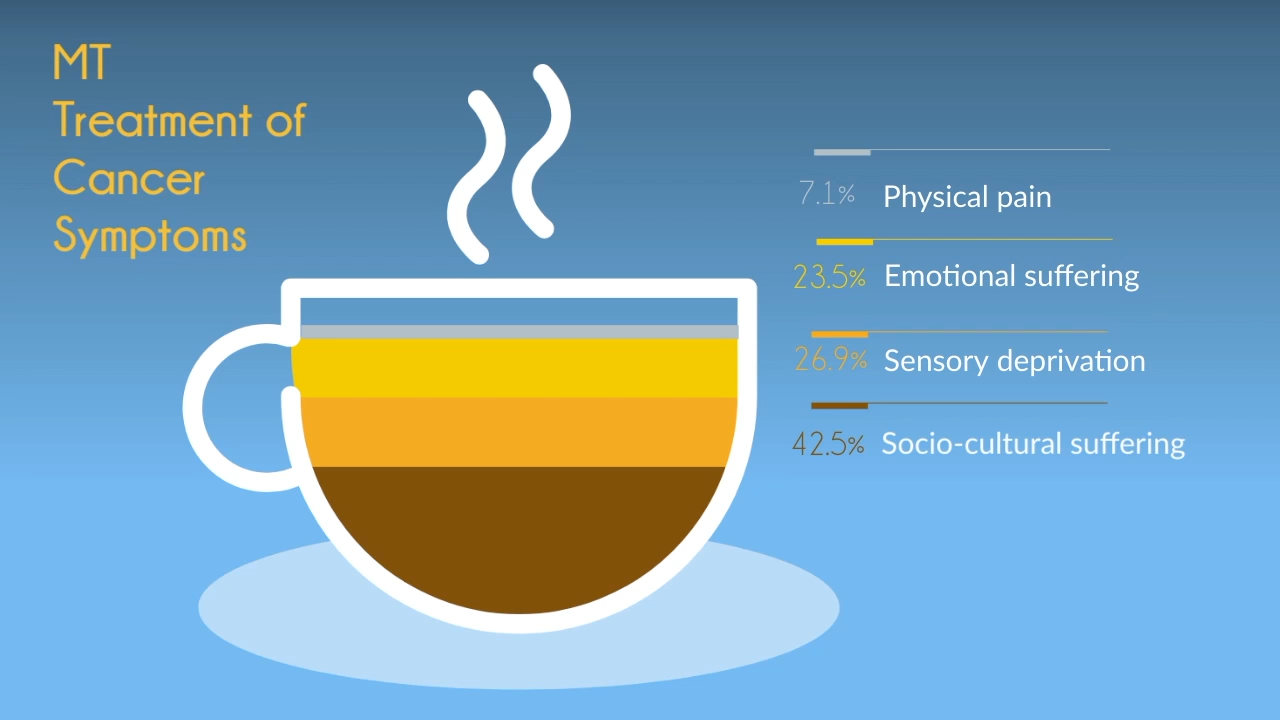 MT
Treatment of
Cancer
Symptoms
7.1% Physical pain
23.5% Emotional suffering
26.9% Sensory deprivation
42.5% Socio-cultural suffering